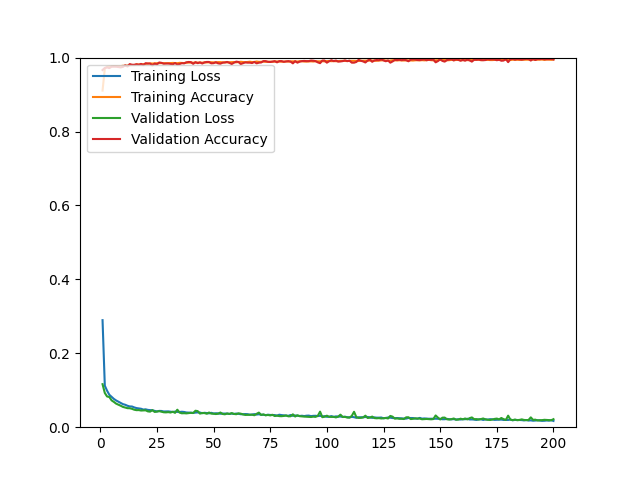 1.0
0.8
0.6
0.4
0.2
0.0
Training Loss
Training Accuracy
Validation Loss
Validation Accuracy
0 25 50 75 100 125 150 175 200